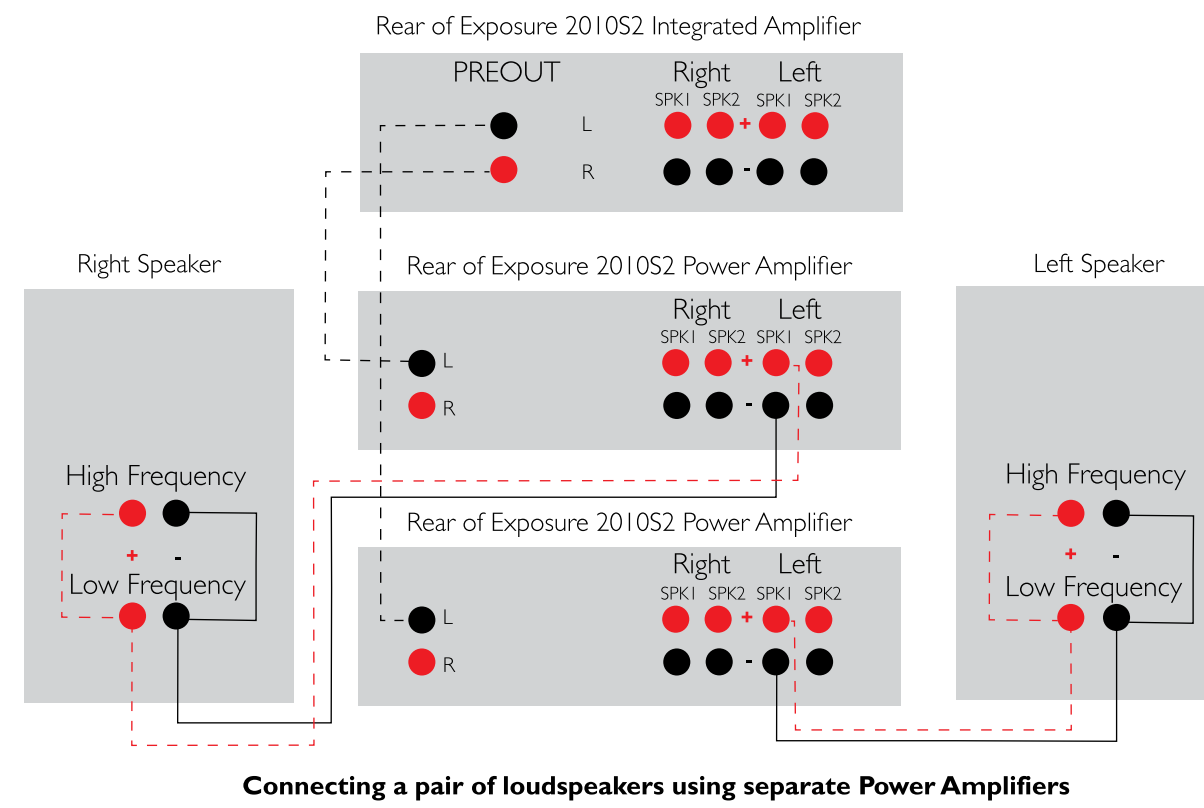 Rear of Exposure 2010S2 Integrated Amplifier
PREOUT
Right Left
SPK1 SPK2 SPK1 SPK2
L +
R -
Right Speaker
Rear of Exposure 2010S2 Power Amplifier
Left Speaker
Right Left
SPK1 SPK2 SPK1 SPK2
L +
R -
High Frequency
+ -
Low Frequency
High Frequency
+ -
Low Frequency
Rear of Exposure 2010S2 Power Amplifier
Right Left
SPK1 SPK2 SPK1 SPK2
L +
R -
Connecting a pair of loudspeakers using separate Power Amplifiers